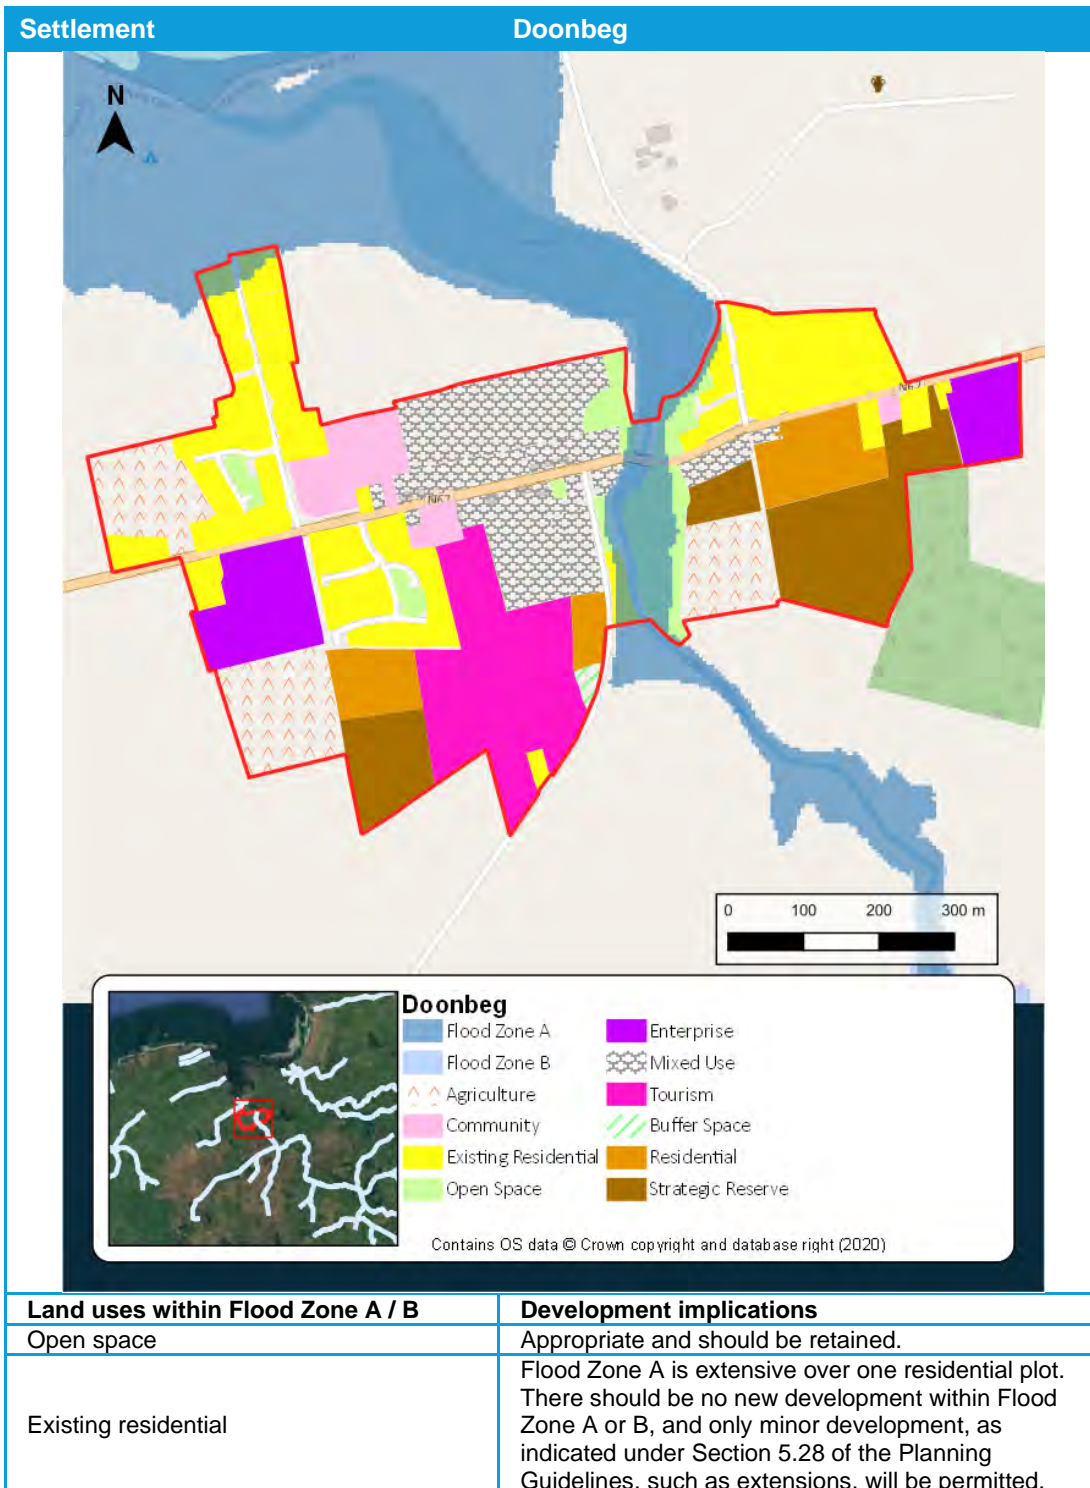 Settlement Doonbeg
N
N67
N67
0 100 200 300 m
Doonbeg
Flood Zone A Enterprise
Flood Zone B Mixed Use
Agriculture Tourism
Community Buffer Space
Existing Residential Residential
Open Space Strategic Reserve
Contains OS data © Crown copyright and database right (2020)
Land uses within Flood Zone A / B Development implications
Open space Appropriate and should be retained.
Existing residential
Flood Zone A is extensive over one residential plot.
There should be no new development within Flood
Zone A or B, and only minor development, as
indicated under Section 5.28 of the Planning
Guidelines, such as extensions, will be permitted.